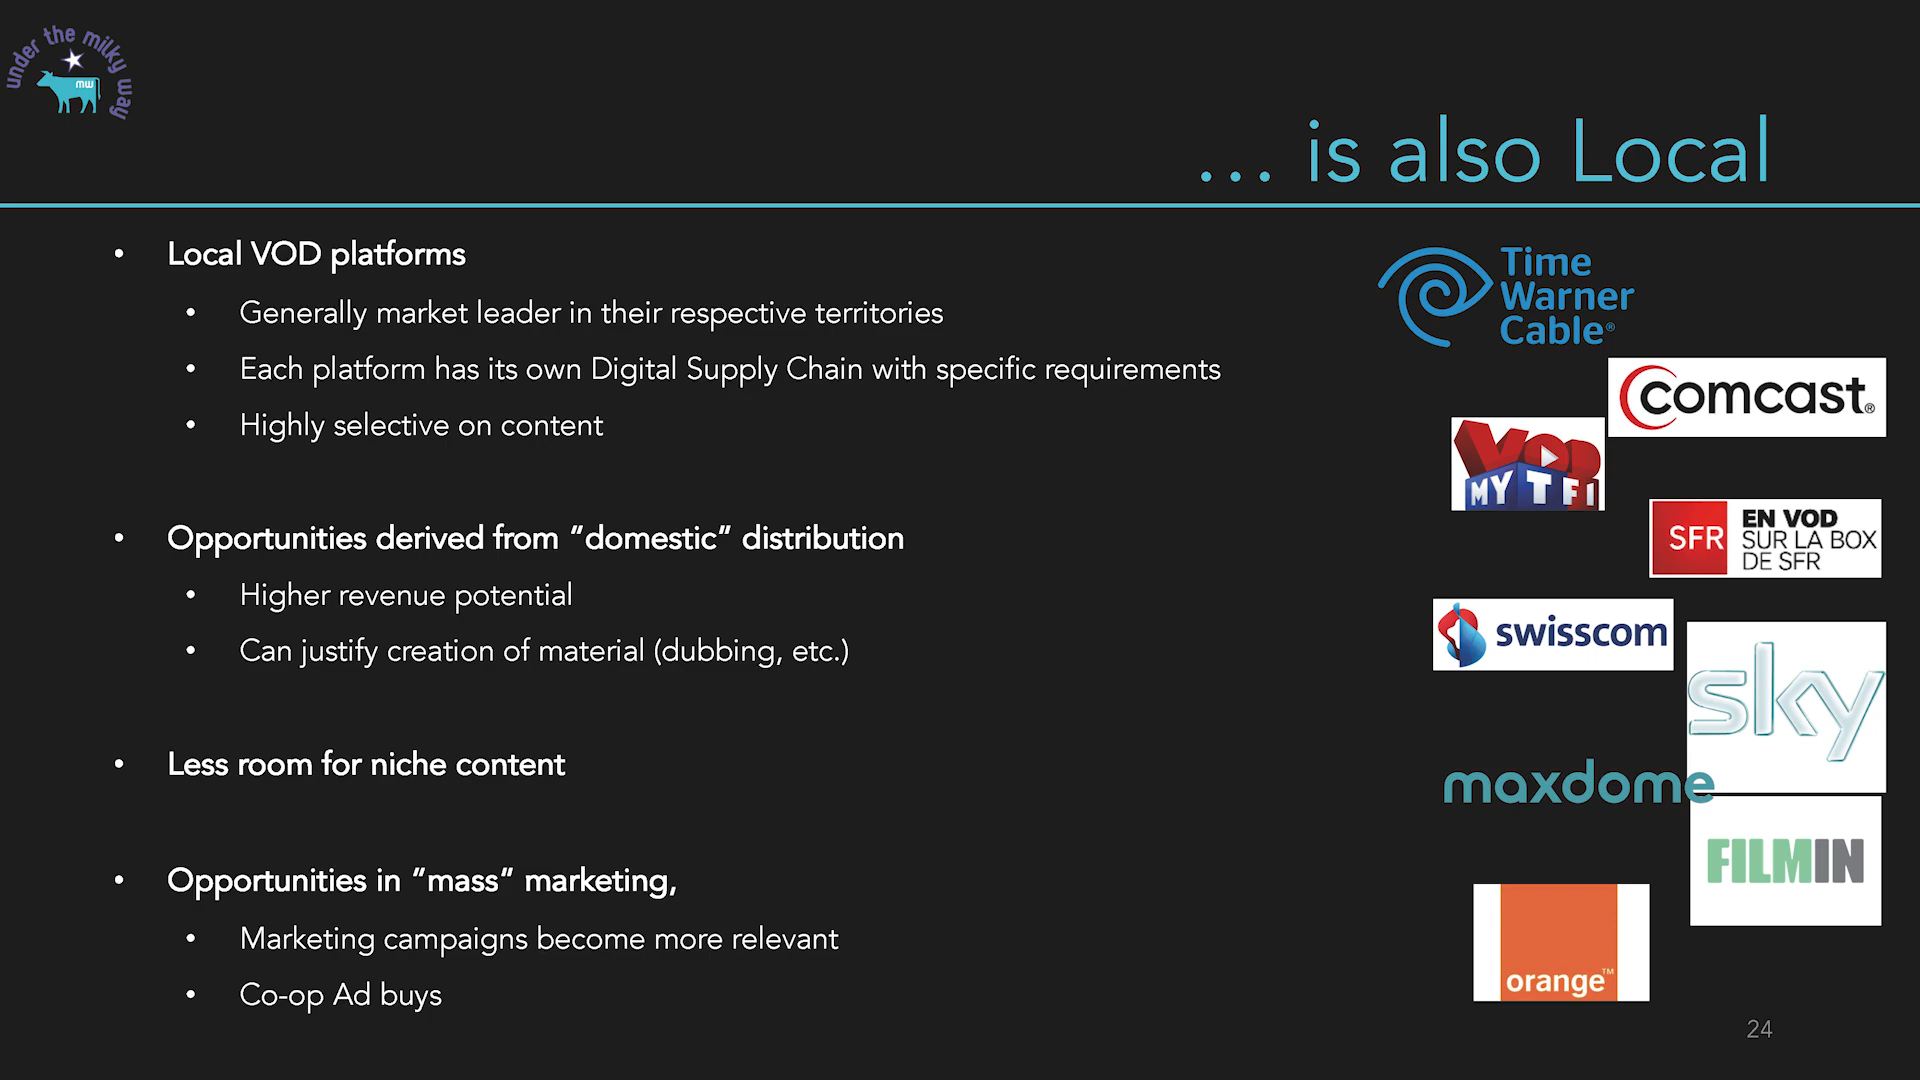 under the milky way
mw
... is also Local
• Local VOD platforms
• Generally market leader in their respective territories
• Each platform has its own Digital Supply Chain with specific requirements
• Highly selective on content
• Opportunities derived from “domestic” distribution
• Higher revenue potential
• Can justify creation of material (dubbing, etc.)
• Less room for niche content
• Opportunities in “mass” marketing,
• Marketing campaigns become more relevant
• Co-op Ad buys
Time
Warner
Cable®
comcast®
VOD
MYTF1
SFR
EN VOD
SUR LA BOX
DE SFR
swisscom
sky
maxdome
FILMIN
orange™
24